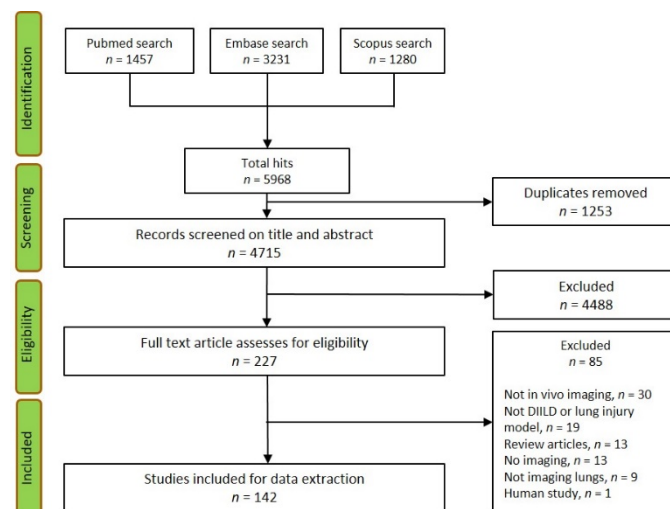 Identification
Pubmed search
n = 1457
Embase search
n = 3231
Scopus search
n = 1280
Total hits
n = 5968
Screening
Duplicates removed
n = 1253
Records screened on title and abstract
n = 4715
Excluded
n = 4488
Eligibility
Full text article assesses for eligibility
n = 227
Excluded
n = 85
Not in vivo imaging, n = 30
Not DIILD or lung injury
model, n = 19
Review articles, n = 13
No imaging, n = 13
Not imaging lungs, n = 9
Human study, n = 1
Included
Studies included for data extraction
n = 142